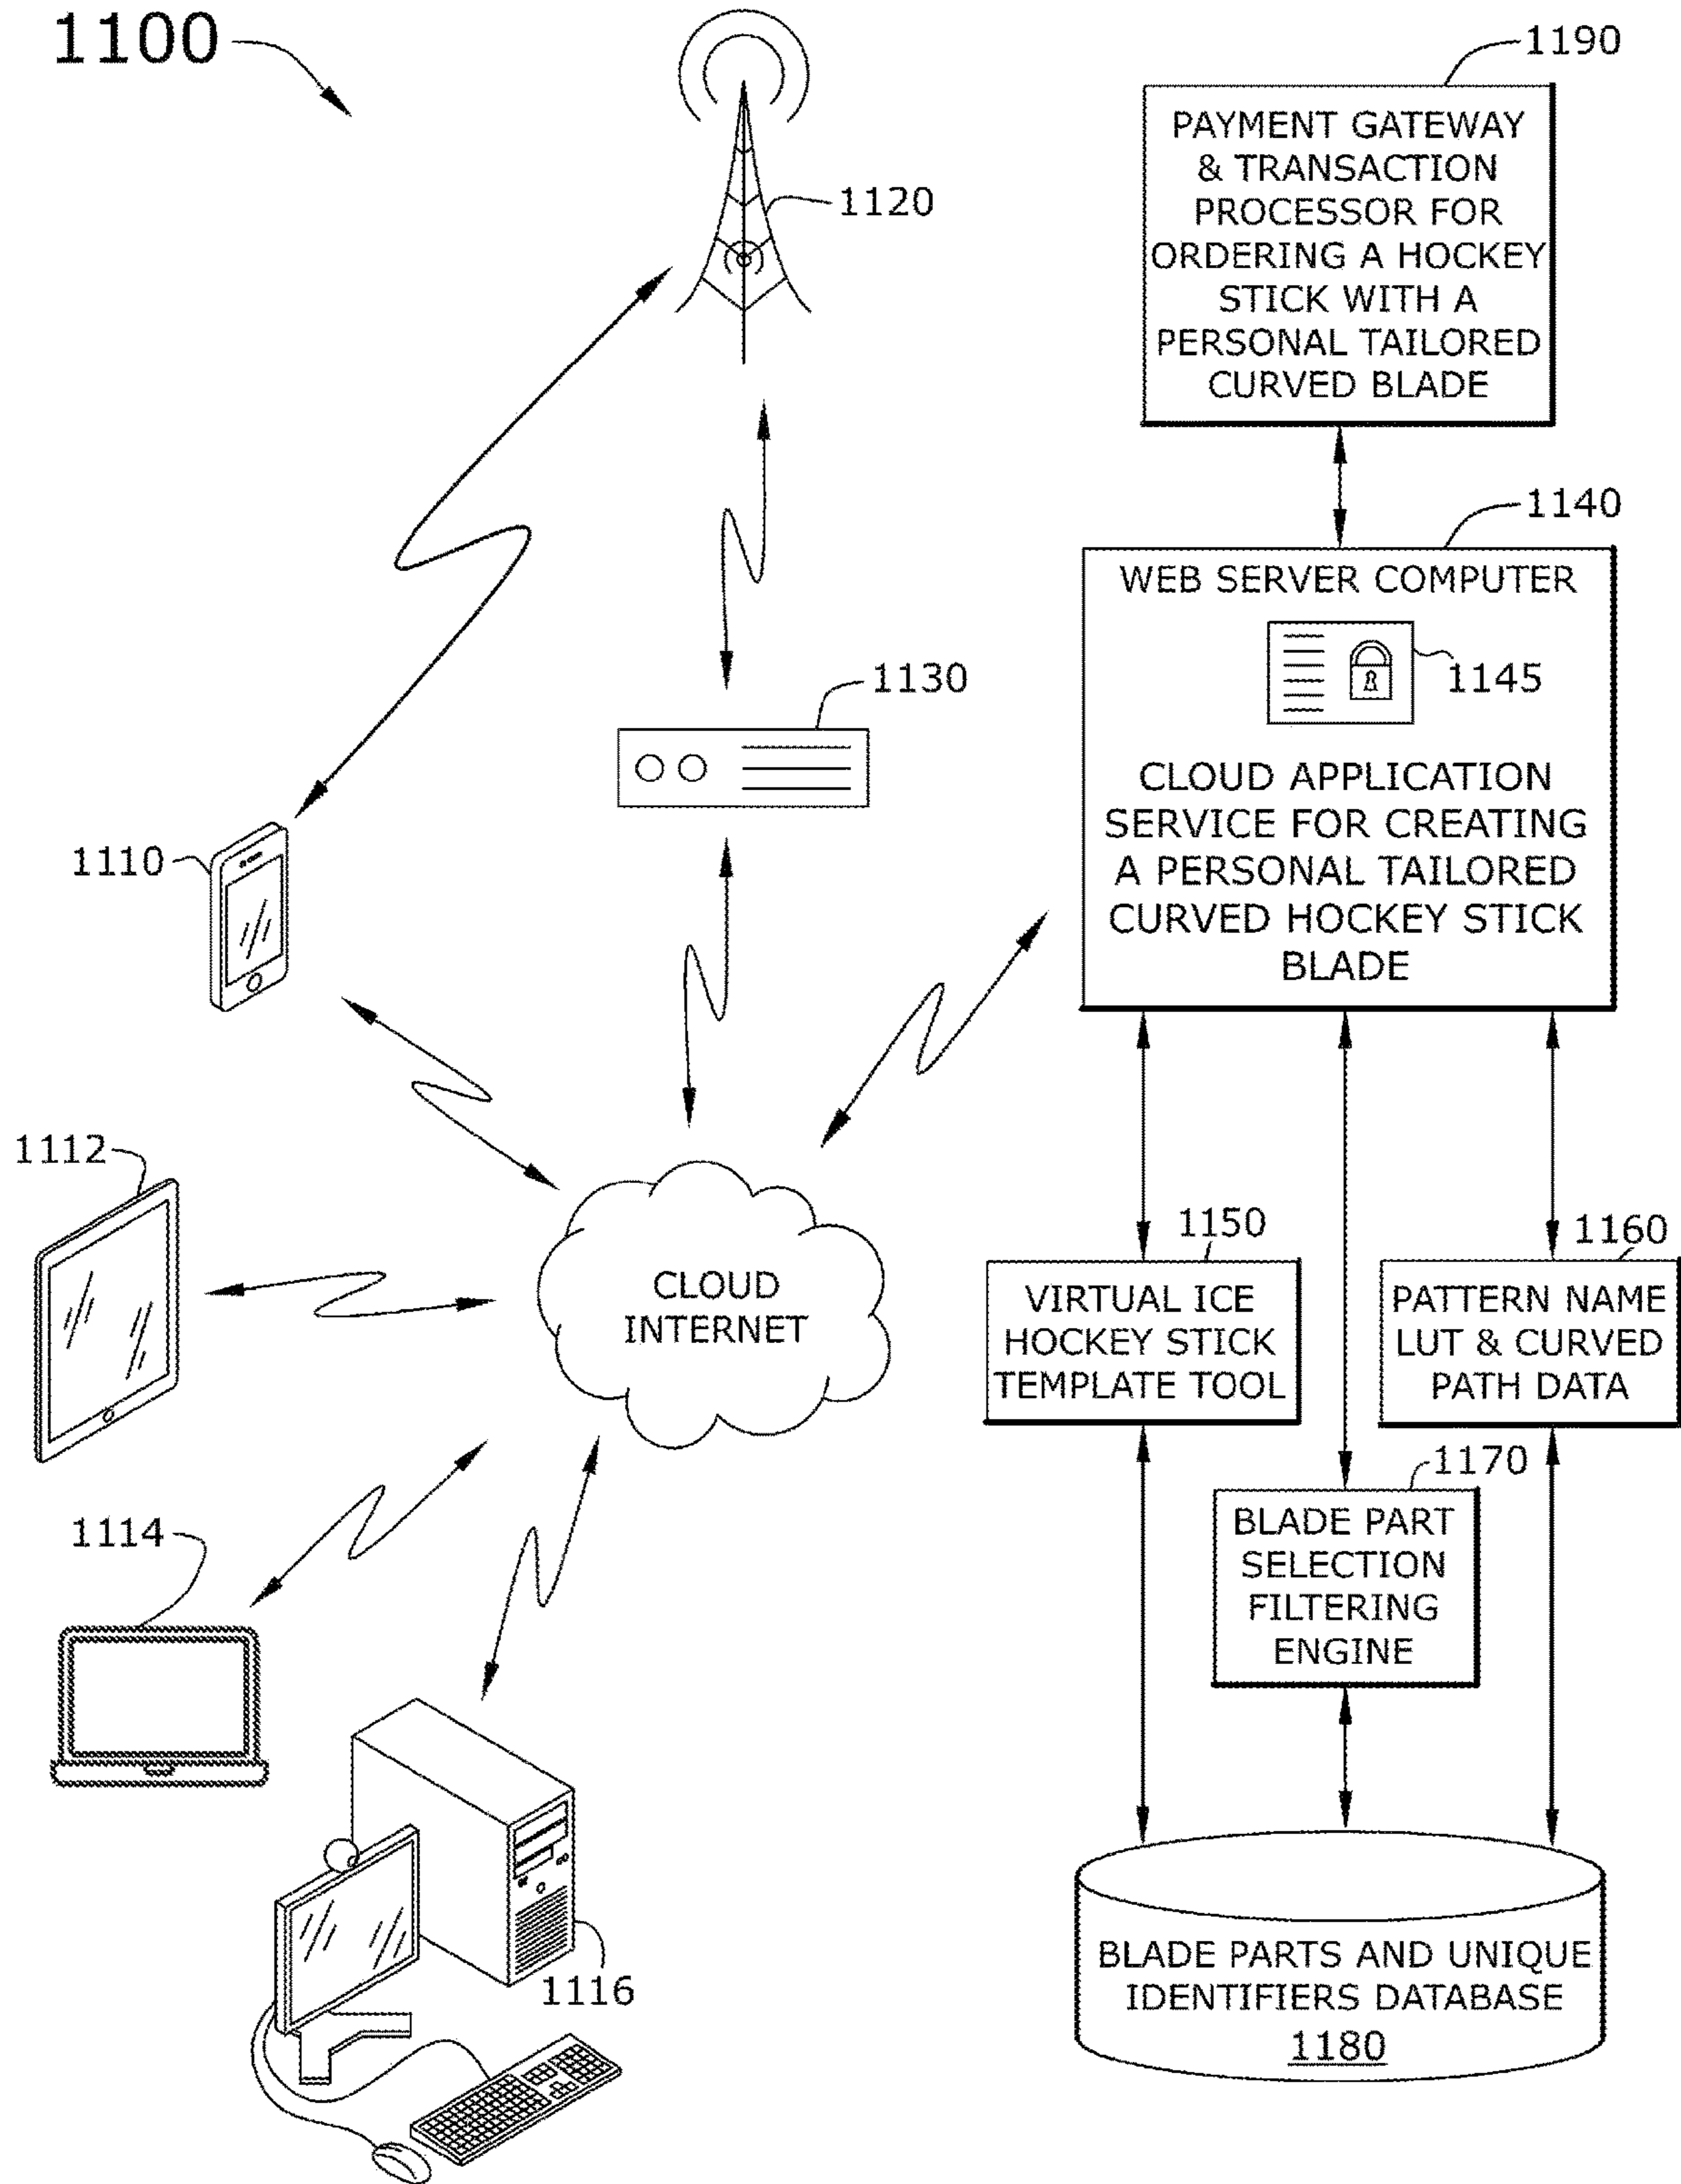 1100
1190
PAYMENT GATEWAY
& TRANSACTION
PROCESSOR FOR
ORDERING A HOCKEY
STICK WITH A
PERSONAL TAILORED
CURVED BLADE
1120
1140
WEB SERVER COMPUTER
1145
CLOUD APPLICATION
SERVICE FOR CREATING
A PERSONAL TAILORED
CURVED HOCKEY STICK
BLADE
1130
1110
1112
CLOUD
INTERNET
1150
VIRTUAL ICE
HOCKEY STICK
TEMPLATE TOOL
1160
PATTERN NAME
LUT & CURVED
PATH DATA
1170
BLADE PART
SELECTION
FILTERING
ENGINE
1114
1116
BLADE PARTS AND UNIQUE
IDENTIFIERS DATABASE
1180